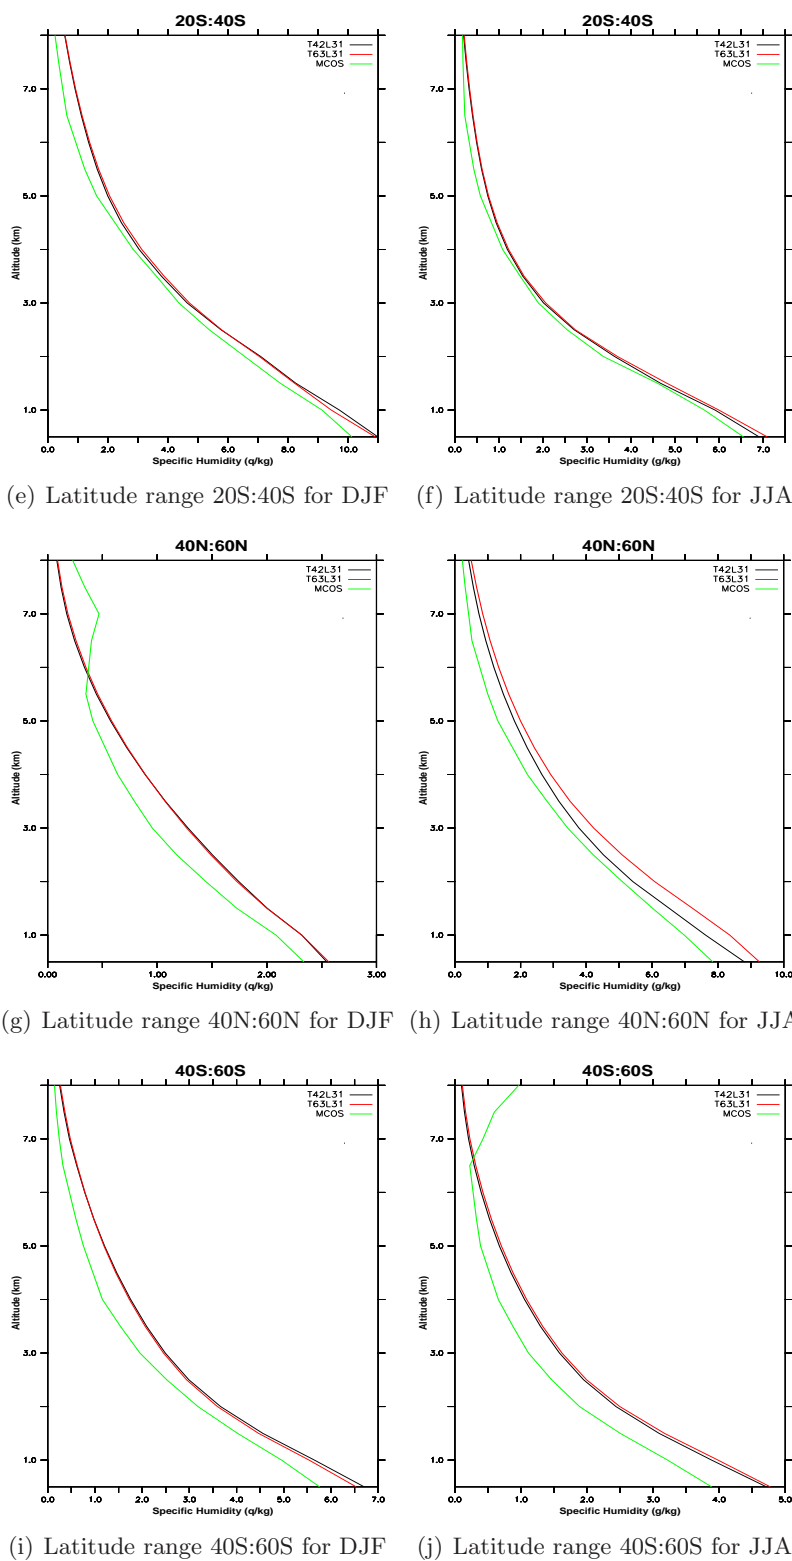 20S:40S
T42L31
T63L31
MCOS
7.0
5.0
3.0
1.0
Altitude (km)
0.0 2.0 4.0 6.0 8.0 10.0
Specific Humidity (q/kg)
(e) Latitude range 20S:40S for DJF
20S:40S
T42L31
T63L31
MCOS
7.0
5.0
3.0
1.0
Altitude (km)
0.0 1.0 2.0 3.0 4.0 5.0 6.0 7.0
Specific Humidity (g/kg)
(f) Latitude range 20S:40S for JJA
40N:60N
T42L31
T63L31
MCOS
7.0
5.0
3.0
1.0
Altitude (km)
0.00 1.00 2.00 3.00
Specific Humidity (q/kg)
(g) Latitude range 40N:60N for DJF
40N:60N
T42L31
T63L31
MCOS
7.0
5.0
3.0
1.0
Altitude (km)
0.0 2.0 4.0 6.0 8.0 10.0
Specific Humidity (g/kg)
(h) Latitude range 40N:60N for JJA
40S:60S
T42L31
T63L31
MCOS
7.0
5.0
3.0
1.0
Altitude (km)
0.0 1.0 2.0 3.0 4.0 5.0 6.0 7.0
Specific Humidity (q/kg)
(i) Latitude range 40S:60S for DJF
40S:60S
T42L31
T63L31
MCOS
7.0
5.0
3.0
1.0
Altitude (km)
0.0 1.0 2.0 3.0 4.0 5.0
Specific Humidity (g/kg)
(j) Latitude range 40S:60S for JJA